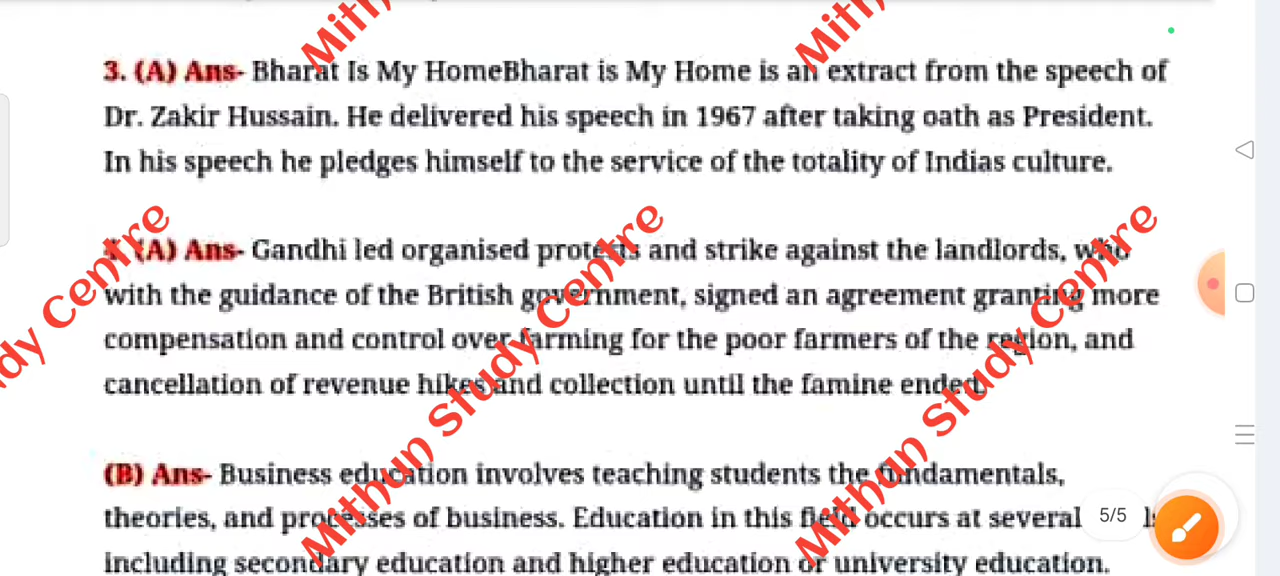 3. (A) Ans- Bharat Is My HomeBharat is My Home is an extract from the speech of
Dr. Zakir Hussain. He delivered his speech in 1967 after taking oath as President.
In his speech he pledges himself to the service of the totality of Indias culture.
(A) Ans- Gandhi led organised protests and strike against the landlords, who
with the guidance of the British government, signed an agreement granting more
compensation and control over farming for the poor farmers of the region, and
cancellation of revenue hikes and collection until the famine ended.
(B) Ans- Business education involves teaching students the fundamentals,
theories, and processes of business. Education in this field occurs at several
including secondary education and higher education or university education.
5/5
Mith
Mith
dy Centre
Mithun Study Centre
Mithun Study Centre